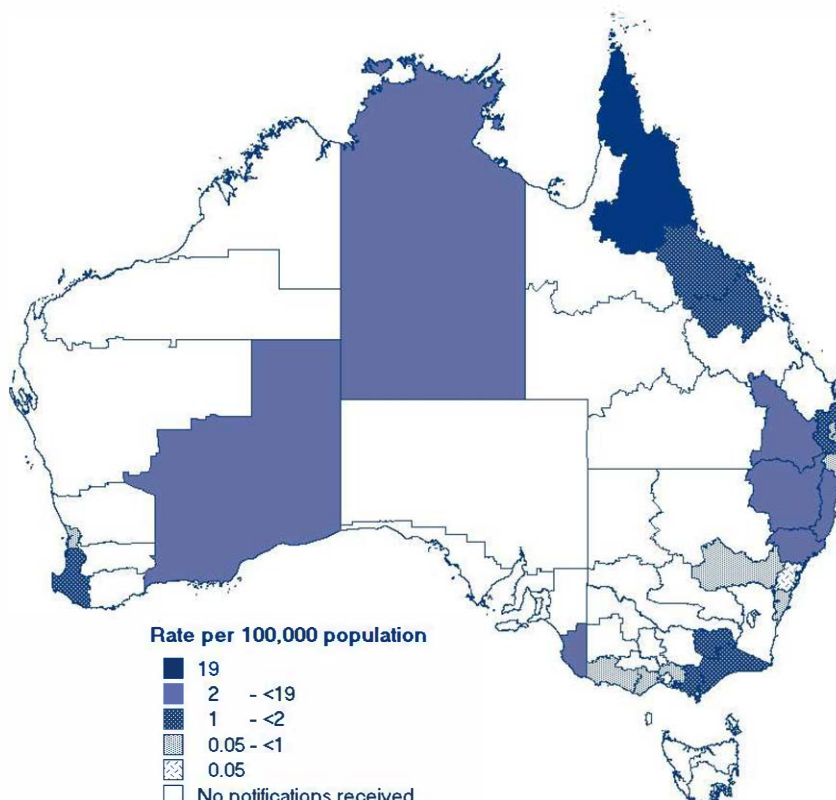 Rate per 100,000 population
19
2 - <19
1 - <2
0.05 - <1
0.05
No notifications received